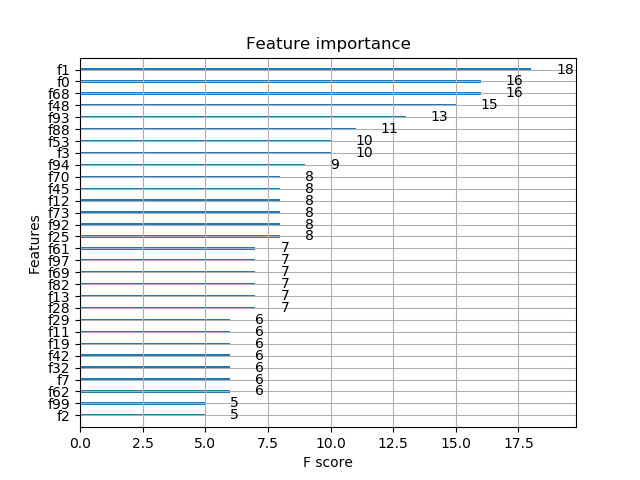 Feature importance
Features
f1 18
f0 16
f68 16
f48 15
f93 13
f88 11
f53 10
f3 10
f94 9
f70 8
f45 8
f12 8
f73 8
f92 8
f25 8
f61 7
f97 7
f69 7
f82 7
f13 7
f28 7
f29 6
f11 6
f19 6
f42 6
f32 6
f7 6
f62 6
f99 5
f2 5
0.0 2.5 5.0 7.5 10.0 12.5 15.0 17.5
F score